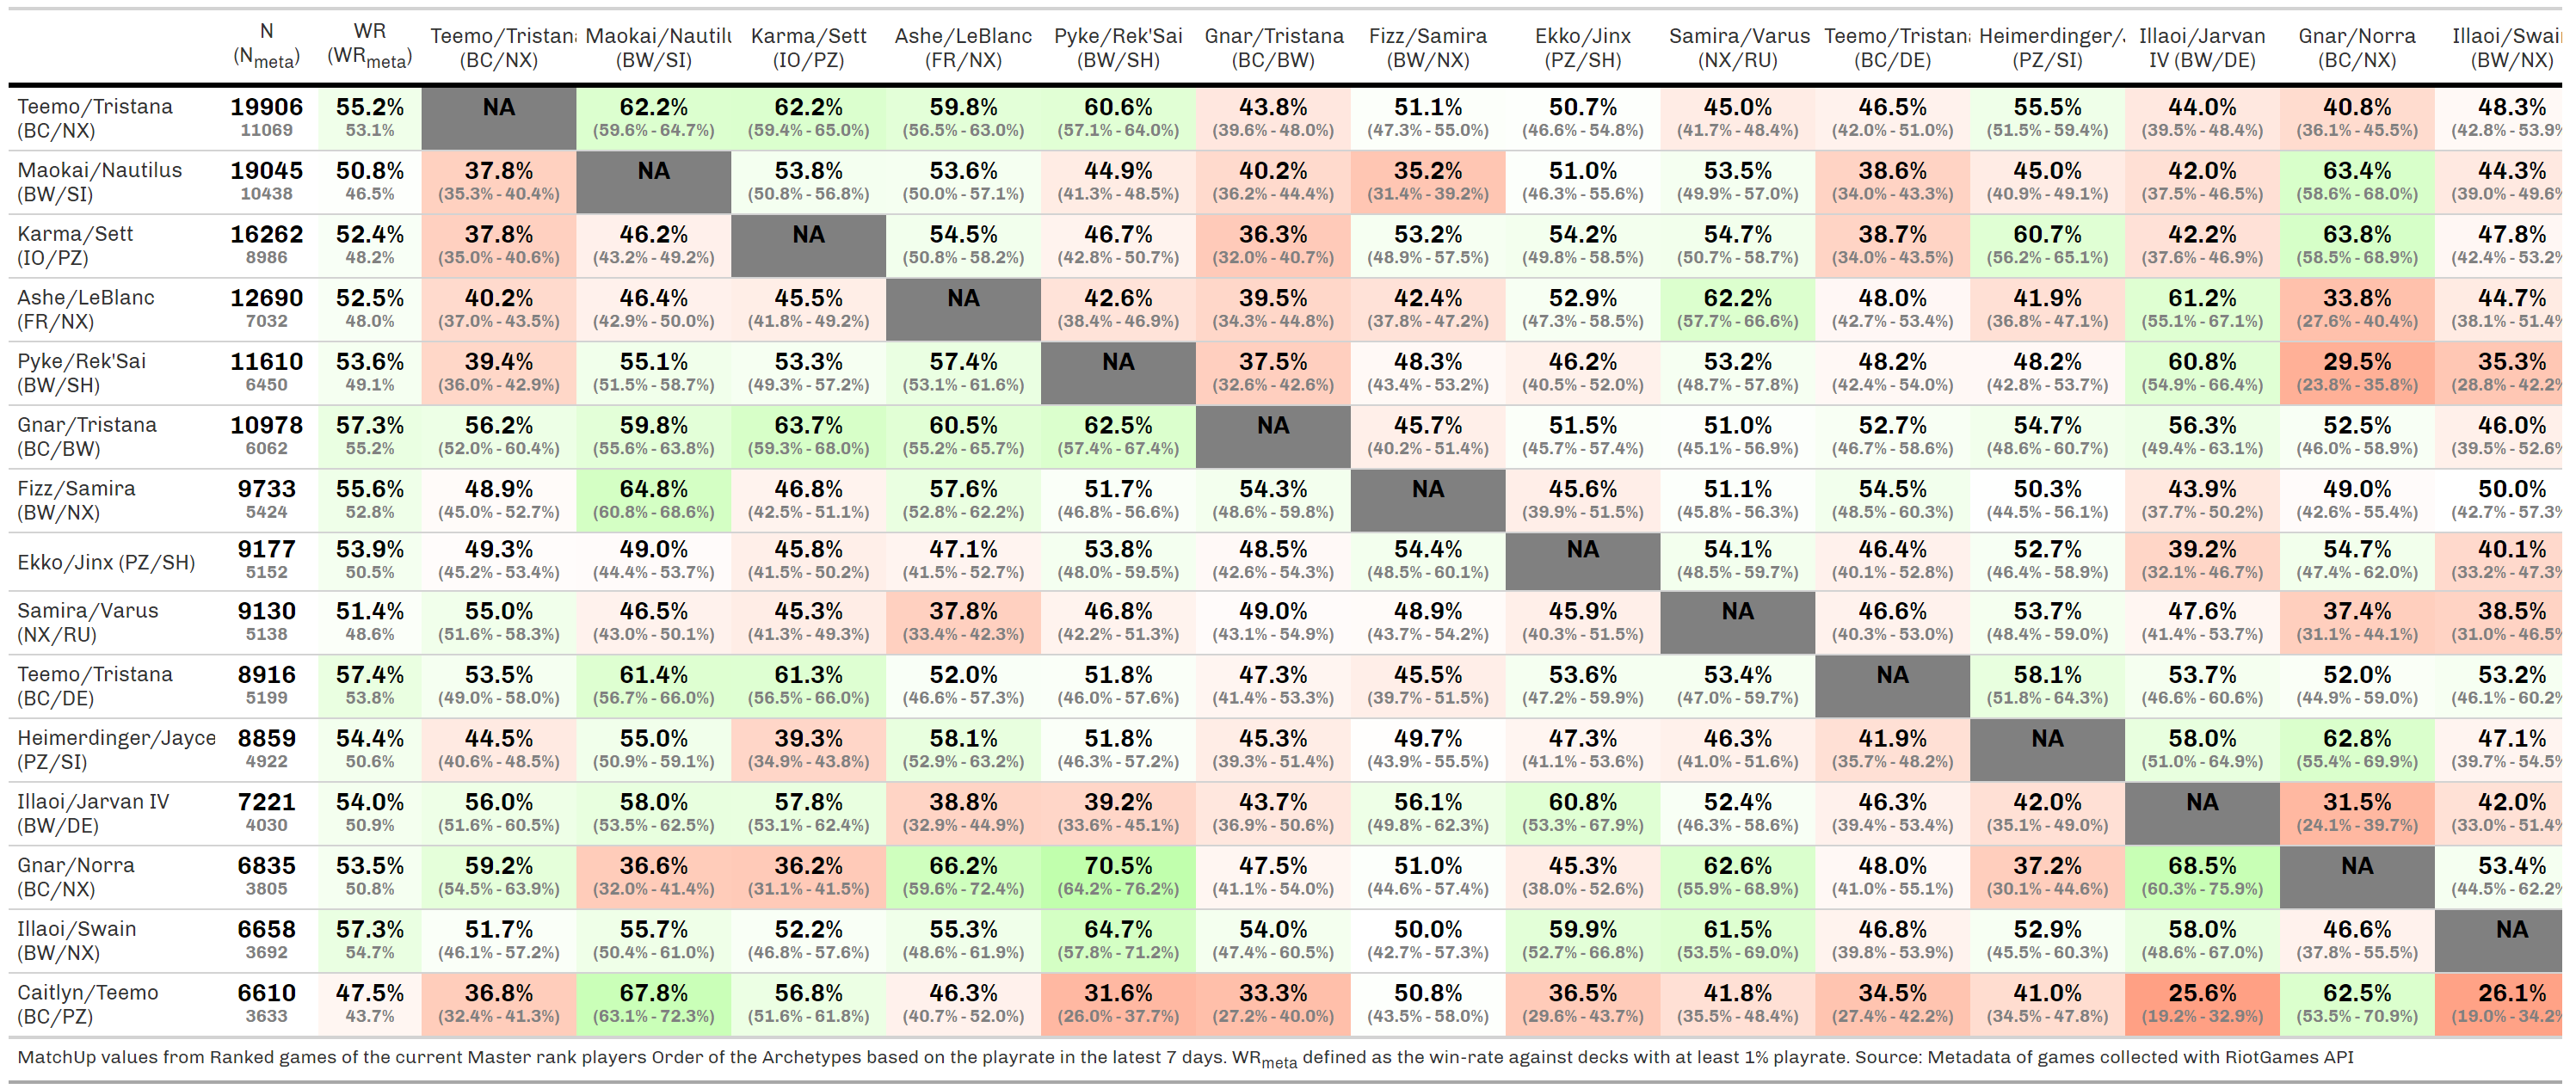 N WR Teemo/Tristana Maokai/Nautilu Karma/Sett Ashe/LeBlanc Pyke/Rek'Sai Gnar/Tristana Fizz/Samira Ekko/Jinx Samira/Varus Teemo/Tristana Heimerdinger/J Illaoi/Jarvan Gnar/Norra Illaoi/Swain
(Nmeta) (WRmeta) (BC/NX) (BW/SI) (IO/PZ) (FR/NX) (BW/SH) (BC/BW) (BW/NX) (PZ/SH) (NX/RU) (BC/DE) (PZ/SI) IV (BW/DE) (BC/NX) (BW/NX)
Teemo/Tristana 19906 55.2% NA 62.2% 62.2% 59.8% 60.6% 43.8% 51.1% 50.7% 45.0% 46.5% 55.5% 44.0% 40.8% 48.3%
(BC/NX) 11069 53.1% (59.6% - 64.7%) (59.4% - 65.0%) (56.5% - 63.0%) (57.1% - 64.0%) (39.6% - 48.0%) (47.3% - 55.0%) (46.6% - 54.8%) (41.7% - 48.4%) (42.0% - 51.0%) (51.5% - 59.4%) (39.5% - 48.4%) (36.1% - 45.5%) (42.8% - 53.9%
Maokai/Nautilus 19045 50.8% 37.8% NA 53.8% 53.6% 44.9% 40.2% 35.2% 51.0% 53.5% 38.6% 45.0% 42.0% 63.4% 44.3%
(BW/SI) 10438 46.5% (35.3% - 40.4%) (50.8% - 56.8%) (50.0% - 57.1%) (41.3% - 48.5%) (36.2% - 44.4%) (31.4% - 39.2%) (46.3% - 55.6%) (49.9% - 57.0%) (34.0% - 43.3%) (40.9% - 49.1%) (37.5% - 46.5%) (58.6% - 68.0%) (39.0% - 49.6%
Karma/Sett 16262 52.4% 37.8% 46.2% NA 54.5% 46.7% 36.3% 53.2% 54.2% 54.7% 38.7% 60.7% 42.2% 63.8% 47.8%
(IO/PZ) 8986 48.2% (35.0% - 40.6%) (43.2% - 49.2%) (50.8% - 58.2%) (42.8% - 50.7%) (32.0% - 40.7%) (48.9% - 57.5%) (49.8% - 58.5%) (50.7% - 58.7%) (34.0% - 43.5%) (56.2% - 65.1%) (37.6% - 46.9%) (58.5% - 68.9%) (42.4% - 53.2%
Ashe/LeBlanc 12690 52.5% 40.2% 46.4% 45.5% NA 42.6% 39.5% 42.4% 52.9% 62.2% 48.0% 41.9% 61.2% 33.8% 44.7%
(FR/NX) 7032 48.0% (37.0% - 43.5%) (42.9% - 50.0%) (41.8% - 49.2%) (38.4% - 46.9%) (34.3% - 44.8%) (37.8% - 47.2%) (47.3% - 58.5%) (57.7% - 66.6%) (42.7% - 53.4%) (36.8% - 47.1%) (55.1% - 67.1%) (27.6% - 40.4%) (38.1% - 51.4%
Pyke/Rek'Sai 11610 53.6% 39.4% 55.1% 53.3% 57.4% NA 37.5% 48.3% 46.2% 53.2% 48.2% 48.2% 60.8% 29.5% 35.3%
(BW/SH) 6450 49.1% (36.0% - 42.9%) (51.5% - 58.7%) (49.3% - 57.2%) (53.1% - 61.6%) (32.6% - 42.6%) (43.4% - 53.2%) (40.5% - 52.0%) (48.7% - 57.8%) (42.4% - 54.0%) (42.8% - 53.7%) (54.9% - 66.4%) (23.8% - 35.8%) (28.8% - 42.2%
Gnar/Tristana 10978 57.3% 56.2% 59.8% 63.7% 60.5% 62.5% NA 45.7% 51.5% 51.0% 52.7% 54.7% 56.3% 52.5% 46.0%
(BC/BW) 6062 55.2% (52.0% - 60.4%) (55.6% - 63.8%) (59.3% - 68.0%) (55.2% - 65.7%) (57.4% - 67.4%) (40.2% - 51.4%) (45.7% - 57.4%) (45.1% - 56.9%) (46.7% - 58.6%) (48.6% - 60.7%) (49.4% - 63.1%) (46.0% - 58.9%) (39.5% - 52.6%
Fizz/Samira 9733 55.6% 48.9% 64.8% 46.8% 57.6% 51.7% 54.3% NA 45.6% 51.1% 54.5% 50.3% 43.9% 49.0% 50.0%
(BW/NX) 5424 52.8% (45.0% - 52.7%) (60.8% - 68.6%) (42.5% - 51.1%) (52.8% - 62.2%) (46.8% - 56.6%) (48.6% - 59.8%) (39.9% - 51.5%) (45.8% - 56.3%) (48.5% - 60.3%) (44.5% - 56.1%) (37.7% - 50.2%) (42.6% - 55.4%) (42.7% - 57.3%
Ekko/Jinx (PZ/SH) 9177 53.9% 49.3% 49.0% 45.8% 47.1% 53.8% 48.5% 54.4% NA 54.1% 46.4% 52.7% 39.2% 54.7% 40.1%
5152 50.5% (45.2% - 53.4%) (44.4% - 53.7%) (41.5% - 50.2%) (41.5% - 52.7%) (48.0% - 59.5%) (42.6% - 54.3%) (48.5% - 60.1%) (48.5% - 59.7%) (40.1% - 52.8%) (46.4% - 58.9%) (32.1% - 46.7%) (47.4% - 62.0%) (33.2% - 47.3%
Samira/Varus 9130 51.4% 55.0% 46.5% 45.3% 37.8% 46.8% 49.0% 48.9% 45.9% NA 46.6% 53.7% 47.6% 37.4% 38.5%
(NX/RU) 5138 48.6% (51.6% - 58.3%) (43.0% - 50.1%) (41.3% - 49.3%) (33.4% - 42.3%) (42.2% - 51.3%) (43.1% - 54.9%) (43.7% - 54.2%) (40.3% - 51.5%) (40.3% - 53.0%) (48.4% - 59.0%) (41.4% - 53.7%) (31.1% - 44.1%) (31.0% - 46.5%
Teemo/Tristana 8916 57.4% 53.5% 61.4% 61.3% 52.0% 51.8% 47.3% 45.5% 53.6% 53.4% NA 58.1% 53.7% 52.0% 53.2%
(BC/DE) 5199 53.8% (49.0% - 58.0%) (56.7% - 66.0%) (56.5% - 66.0%) (46.6% - 57.3%) (46.0% - 57.6%) (41.4% - 53.3%) (39.7% - 51.5%) (47.2% - 59.9%) (47.0% - 59.7%) (51.8% - 64.3%) (46.6% - 60.6%) (44.9% - 59.0%) (46.1% - 60.2%
Heimerdinger/Jayce 8859 54.4% 44.5% 55.0% 39.3% 58.1% 51.8% 45.3% 49.7% 47.3% 46.3% 41.9% NA 58.0% 62.8% 47.1%
(PZ/SI) 4922 50.6% (40.6% - 48.5%) (50.9% - 59.1%) (34.9% - 43.8%) (52.9% - 63.2%) (46.3% - 57.2%) (39.3% - 51.4%) (43.9% - 55.5%) (41.1% - 53.6%) (41.0% - 51.6%) (35.7% - 48.2%) (51.0% - 64.9%) (55.4% - 69.9%) (39.7% - 54.5%
Illaoi/Jarvan IV 7221 54.0% 56.0% 58.0% 57.8% 38.8% 39.2% 43.7% 56.1% 60.8% 52.4% 46.3% 42.0% NA 31.5% 42.0%
(BW/DE) 4030 50.9% (51.6% - 60.5%) (53.5% - 62.5%) (53.1% - 62.4%) (32.9% - 44.9%) (33.6% - 45.1%) (36.9% - 50.6%) (49.8% - 62.3%) (53.3% - 67.9%) (46.3% - 58.6%) (39.4% - 53.4%) (35.1% - 49.0%) (24.1% - 39.7%) (33.0% - 51.4%
Gnar/Norra 6835 53.5% 59.2% 36.6% 36.2% 66.2% 70.5% 47.5% 51.0% 45.3% 62.6% 48.0% 37.2% 68.5% NA 53.4%
(BC/NX) 3805 50.8% (54.5% - 63.9%) (32.0% - 41.4%) (31.1% - 41.5%) (59.6% - 72.4%) (64.2% - 76.2%) (41.1% - 54.0%) (44.6% - 57.4%) (38.0% - 52.6%) (55.9% - 68.9%) (41.0% - 55.1%) (30.1% - 44.6%) (60.3% - 75.9%) (44.5% - 62.2%
Illaoi/Swain 6658 57.3% 51.7% 55.7% 52.2% 55.3% 64.7% 54.0% 50.0% 59.9% 61.5% 46.8% 52.9% 58.0% 46.6% NA
(BW/NX) 3692 54.7% (46.1% - 57.2%) (50.4% - 61.0%) (46.8% - 57.6%) (48.6% - 61.9%) (57.8% - 71.2%) (47.4% - 60.5%) (42.7% - 57.3%) (52.7% - 66.8%) (53.5% - 69.0%) (39.8% - 53.9%) (45.5% - 60.3%) (48.6% - 67.0%) (37.8% - 55.5%)
Caitlyn/Teemo 6610 47.5% 36.8% 67.8% 56.8% 46.3% 31.6% 33.3% 50.8% 36.5% 41.8% 34.5% 41.0% 25.6% 62.5% 26.1%
(BC/PZ) 3633 43.7% (32.4% - 41.3%) (63.1% - 72.3%) (51.6% - 61.8%) (40.7% - 52.0%) (26.0% - 37.7%) (27.2% - 40.0%) (43.5% - 58.0%) (29.6% - 43.7%) (35.5% - 48.4%) (27.4% - 42.2%) (34.5% - 47.8%) (19.2% - 32.9%) (53.5% - 70.9%) (19.0% - 34.2%
MatchUp values from Ranked games of the current Master rank players Order of the Archetypes based on the playrate in the latest 7 days. WRmeta defined as the win-rate against decks with at least 1% playrate. Source: Metadata of games collected with RiotGames API